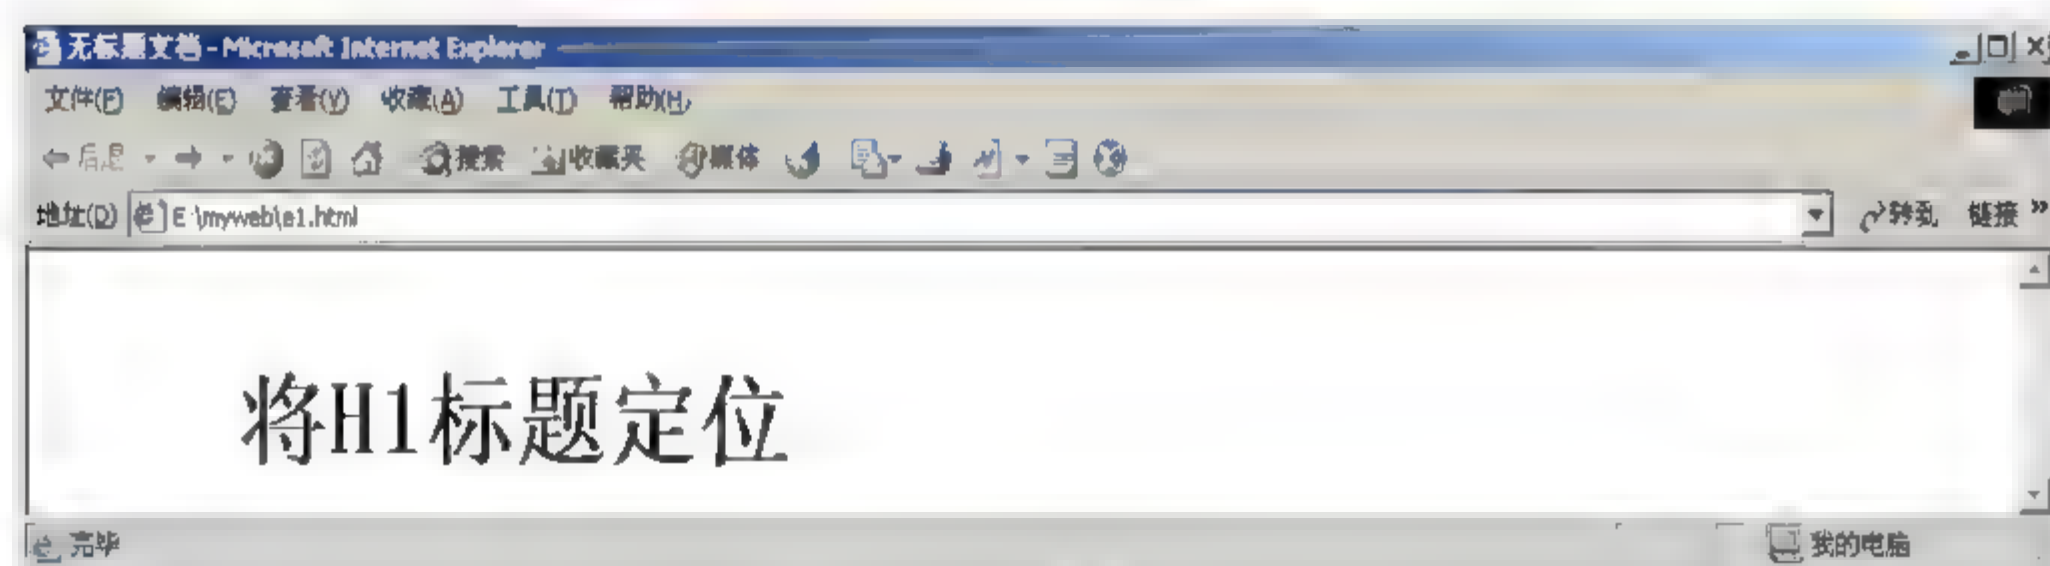 无标题文档 - Microsoft Internet Explorer
文件(F) 编辑(E) 查看(V) 收藏(A) 工具(T) 帮助(H)
后退 搜索 收藏夹 媒体
地址(D) E:\myweb\e1.html 转到 链接 »
将H1标题定位
完毕 我的电脑